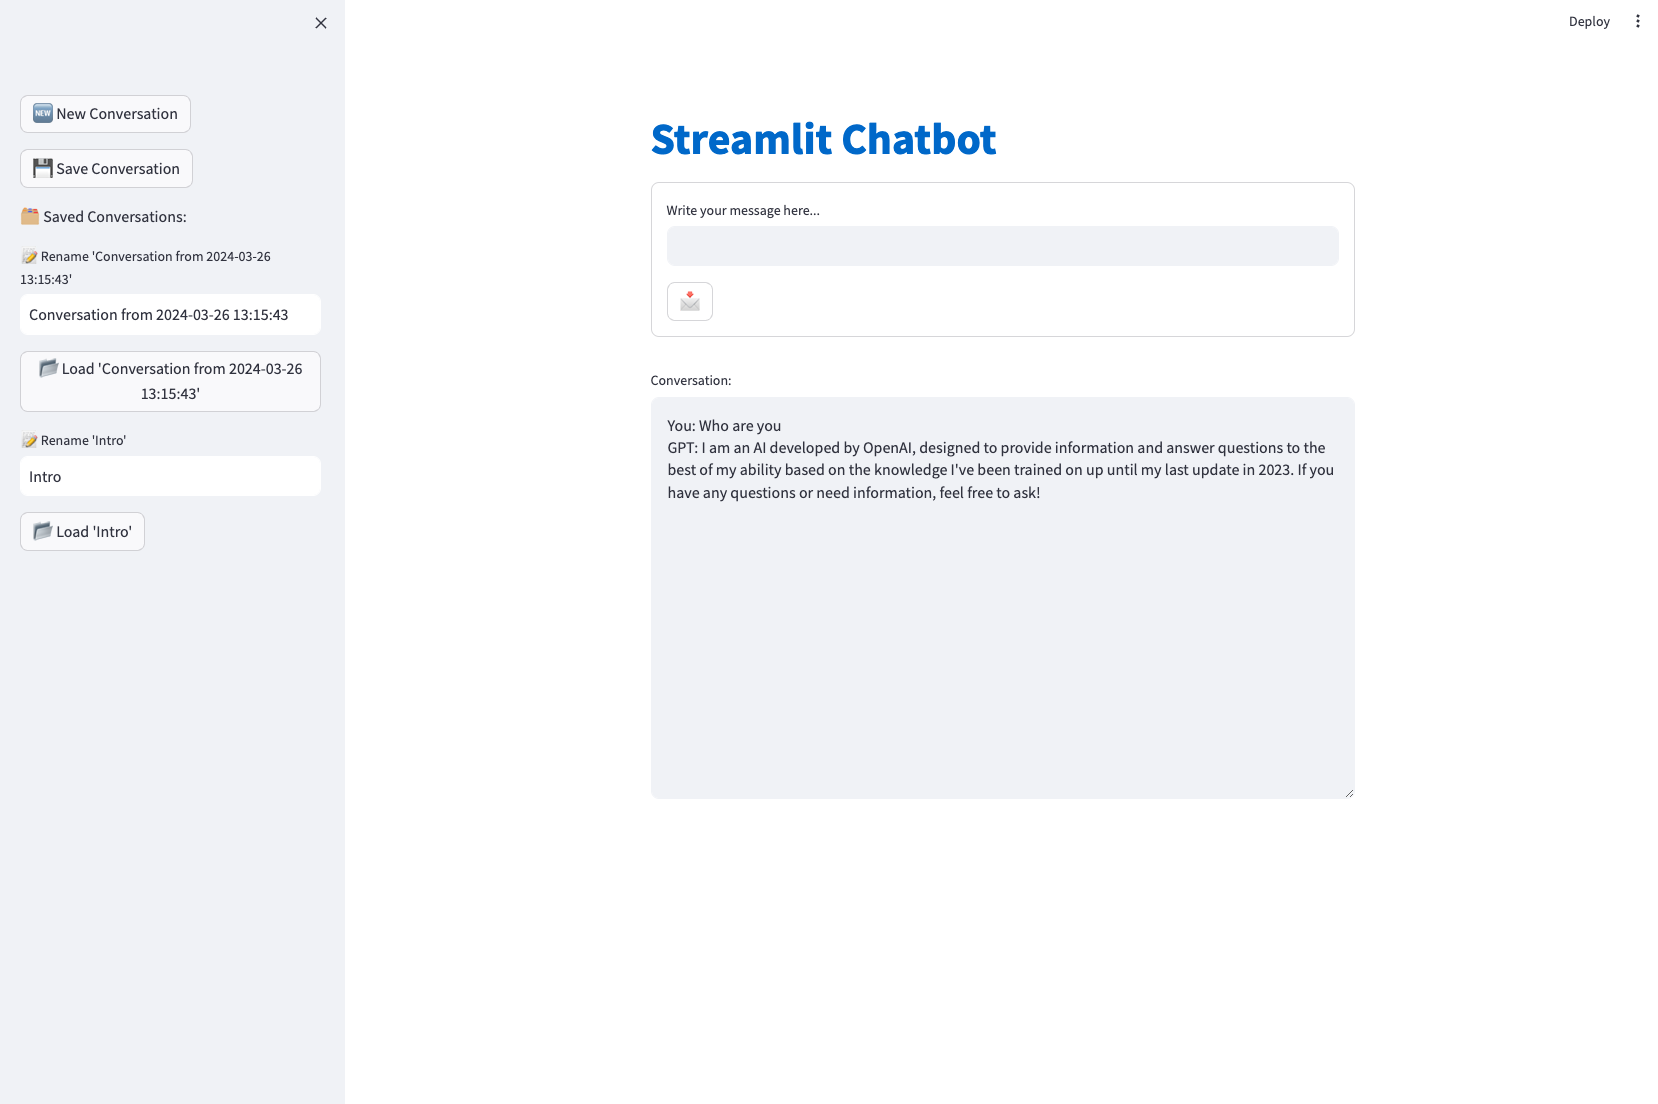 Deploy
New Conversation
Save Conversation
Saved Conversations:
Rename 'Conversation from 2024-03-26
13:15:43'
Conversation from 2024-03-26 13:15:43
Load 'Conversation from 2024-03-26
13:15:43'
Rename 'Intro'
Intro
Load 'Intro'
Streamlit Chatbot
Write your message here...
Conversation:
You: Who are you
GPT: I am an AI developed by OpenAI, designed to provide information and answer questions to the
best of my ability based on the knowledge I've been trained on up until my last update in 2023. If you
have any questions or need information, feel free to ask!